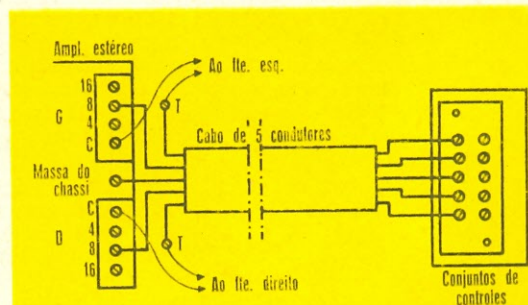 Ampl. estéreo
16
8
G
4
C
Ao fte. esq.
T
Cabo de 5 condutores
Massa do
chassi
C
4
D
8
16
T
Ao fte. direito
Conjuntos de
controles